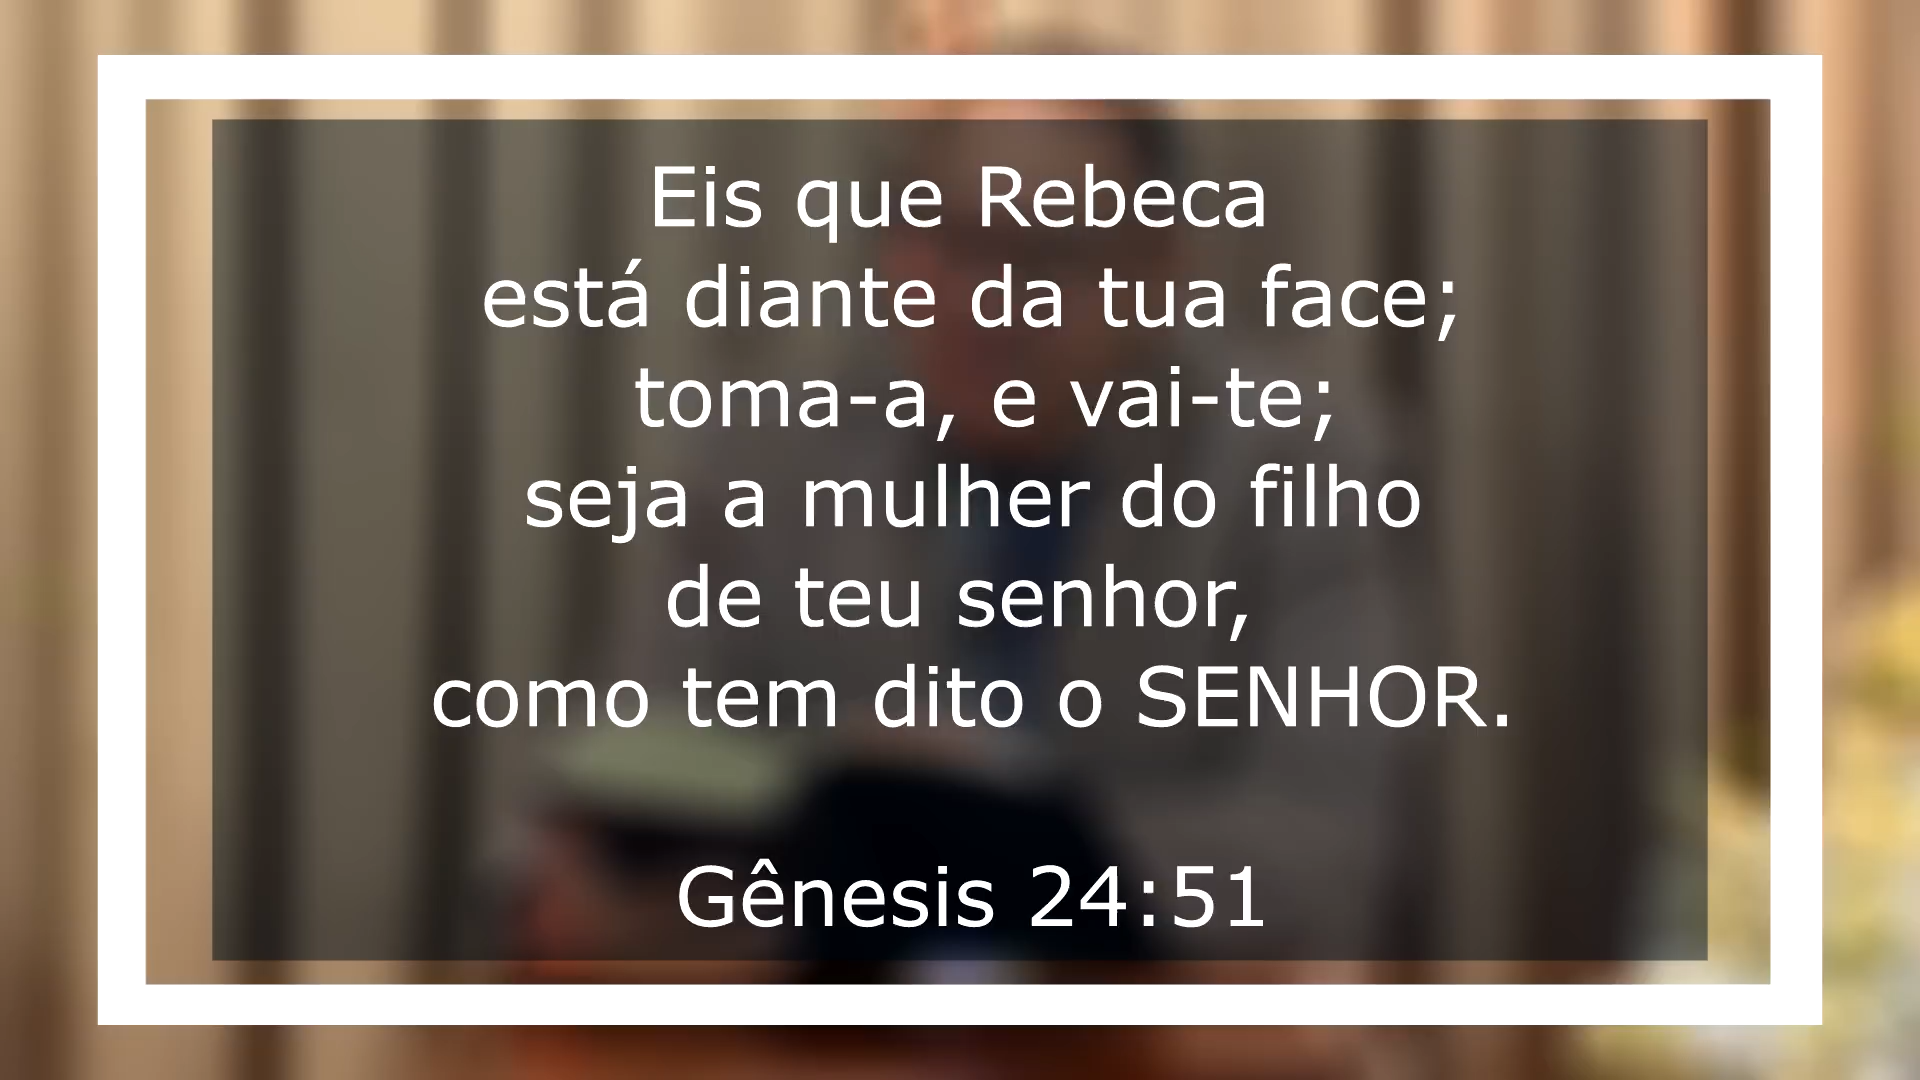 Eis que Rebeca
está diante da tua face;
toma-a, e vai-te;
seja a mulher do filho
de teu senhor,
como tem dito o SENHOR.
Gênesis 24:51